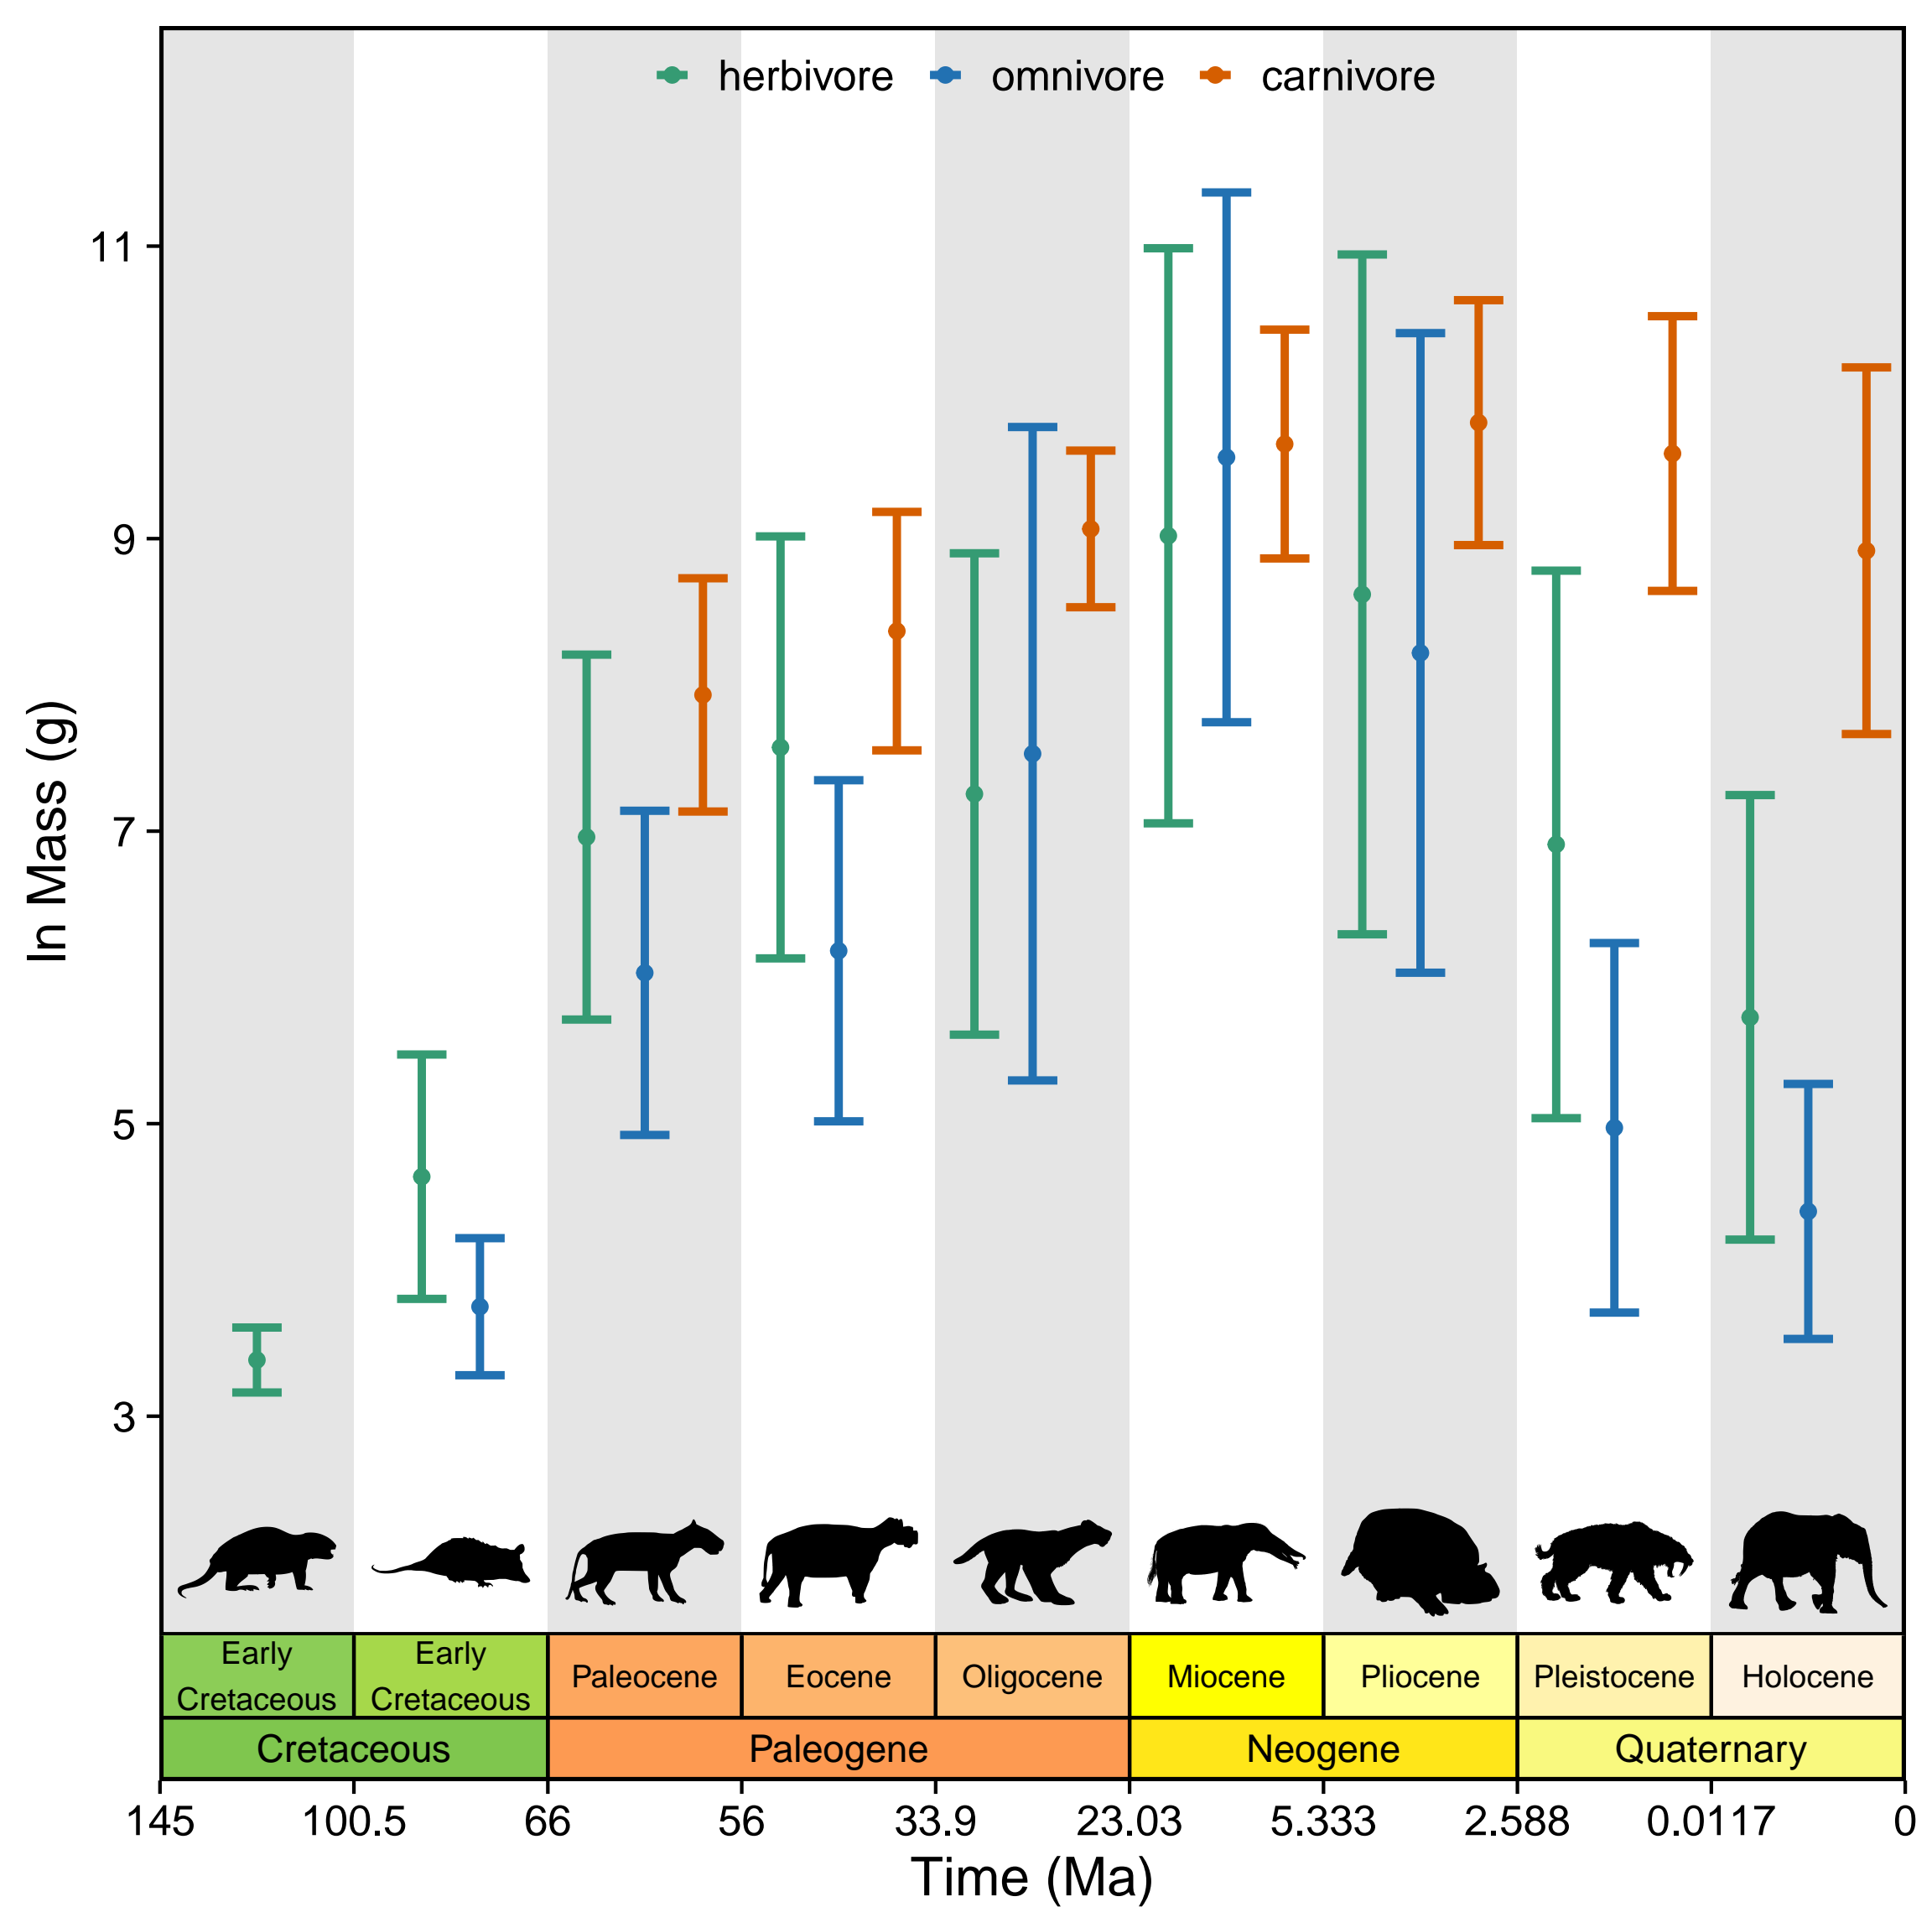 herbivore omnivore carnivore
11
9
7
5
3
ln Mass (g)
Early
Cretaceous
Early
Cretaceous
Paleocene
Eocene
Oligocene
Miocene
Pliocene
Pleistocene
Holocene
Cretaceous
Paleogene
Neogene
Quaternary
145 100.5 66 56 33.9 23.03 5.333 2.588 0.0117 0
Time (Ma)